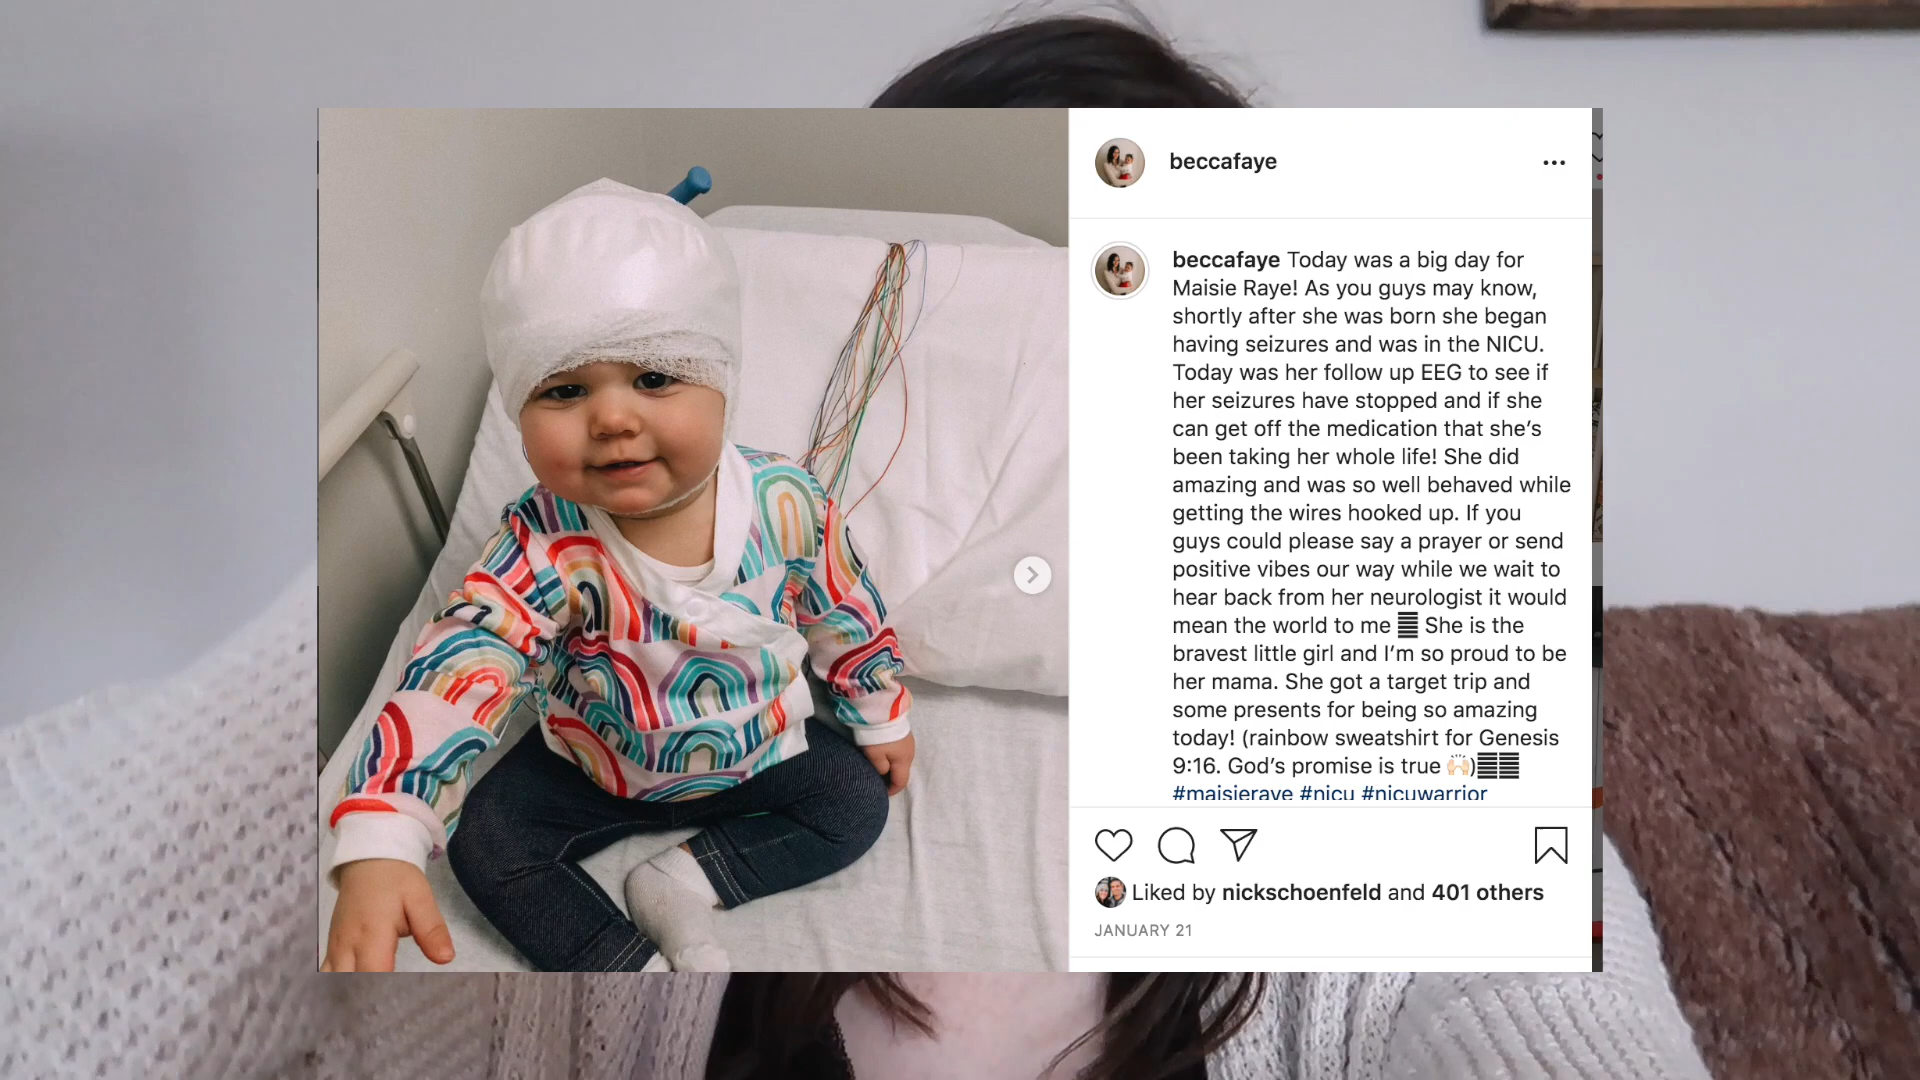 beccafaye
beccafaye Today was a big day for
Maisie Raye! As you guys may know,
shortly after she was born she began
having seizures and was in the NICU.
Today was her follow up EEG to see if
her seizures have stopped and if she
can get off the medication that she’s
been taking her whole life! She did
amazing and was so well behaved while
getting the wires hooked up. If you
guys could please say a prayer or send
positive vibes our way while we wait to
hear back from her neurologist it would
mean the world to me She is the
bravest little girl and I’m so proud to be
her mama. She got a target trip and
some presents for being so amazing
today! (rainbow sweatshirt for Genesis
9:16. God’s promise is true 🙌🏻)
#maisieraye #nicu #nicuwarrior
Liked by nickschoenfeld and 401 others
JANUARY 21